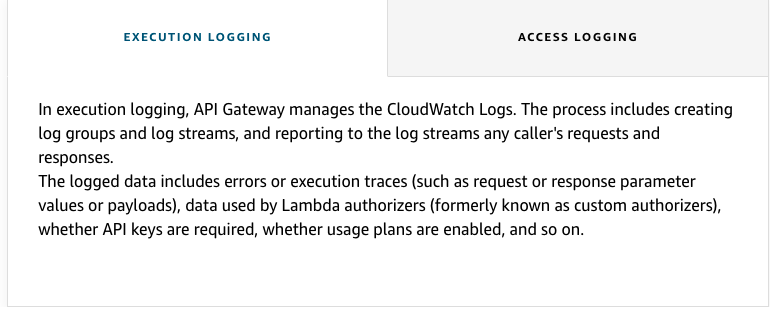 EXECUTION LOGGING
ACCESS LOGGING
In execution logging, API Gateway manages the CloudWatch Logs. The process includes creating
log groups and log streams, and reporting to the log streams any caller's requests and
responses.
The logged data includes errors or execution traces (such as request or response parameter
values or payloads), data used by Lambda authorizers (formerly known as custom authorizers),
whether API keys are required, whether usage plans are enabled, and so on.